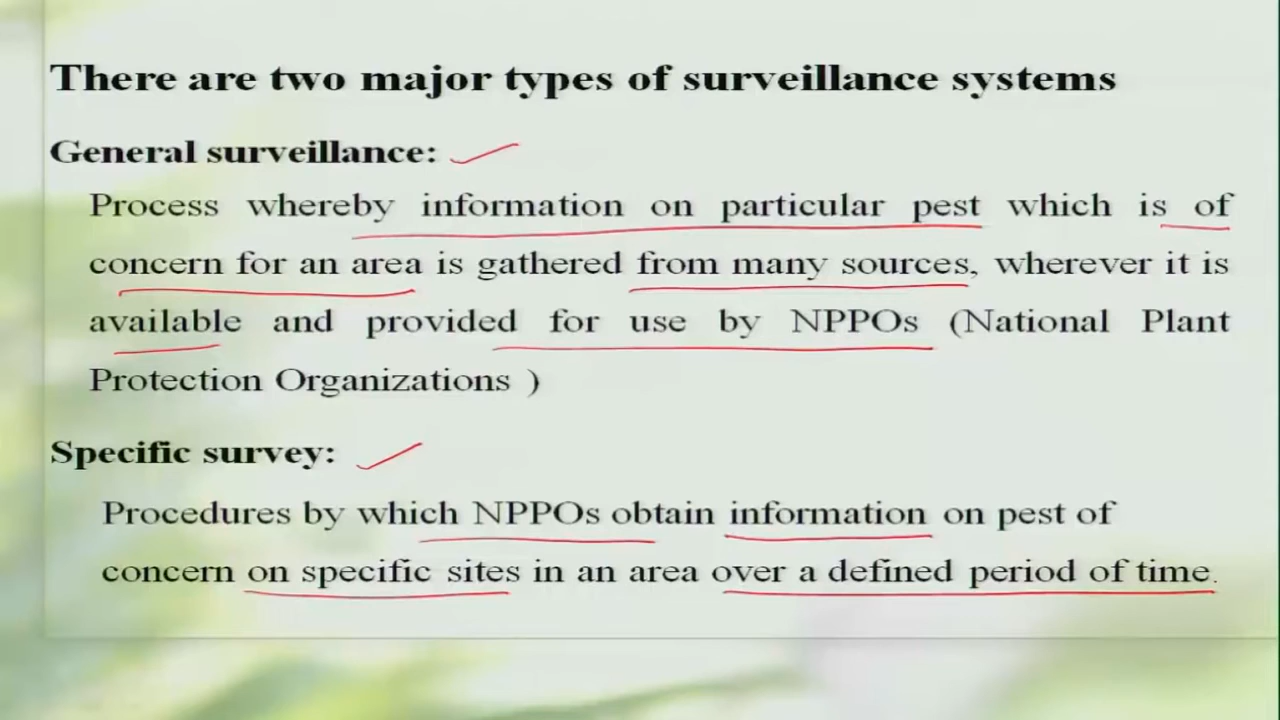 There are two major types of surveillance systems
General surveillance:
Process whereby information on particular pest which is of
concern for an area is gathered from many sources, wherever it is
available and provided for use by NPPOs (National Plant
Protection Organizations )
Specific survey:
Procedures by which NPPOs obtain information on pest of
concern on specific sites in an area over a defined period of time.